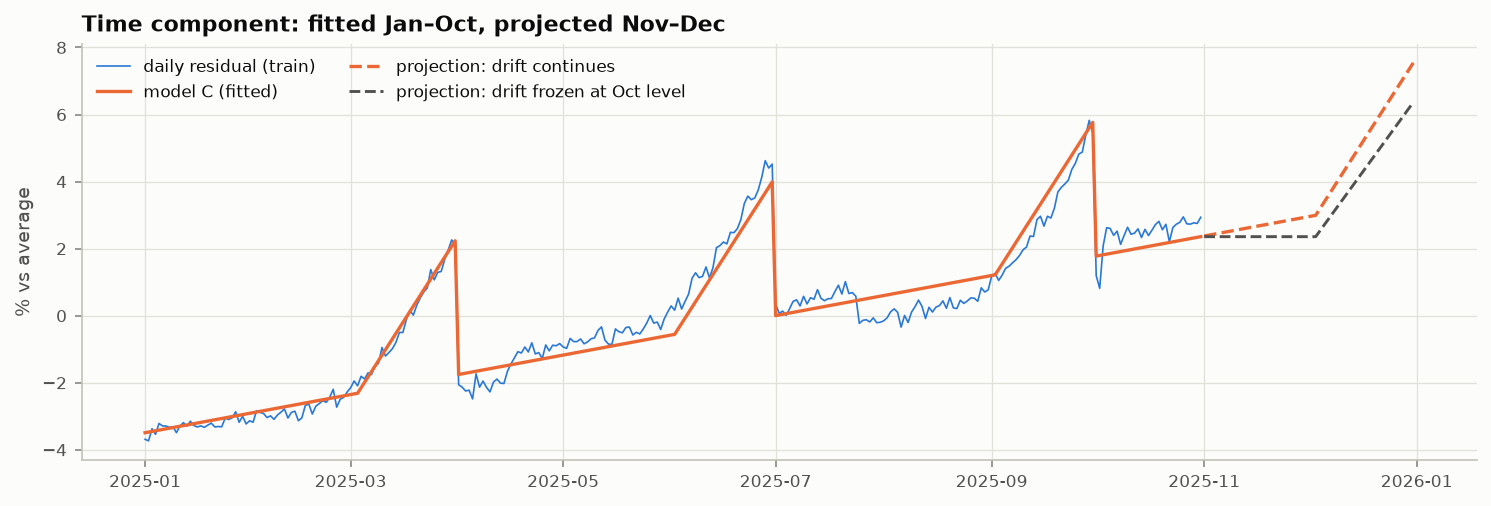 Time component: fitted Jan–Oct, projected Nov–Dec
daily residual (train)
model C (fitted)
projection: drift continues
projection: drift frozen at Oct level
% vs average
8
6
4
2
0
−2
−4
2025-01
2025-03
2025-05
2025-07
2025-09
2025-11
2026-01